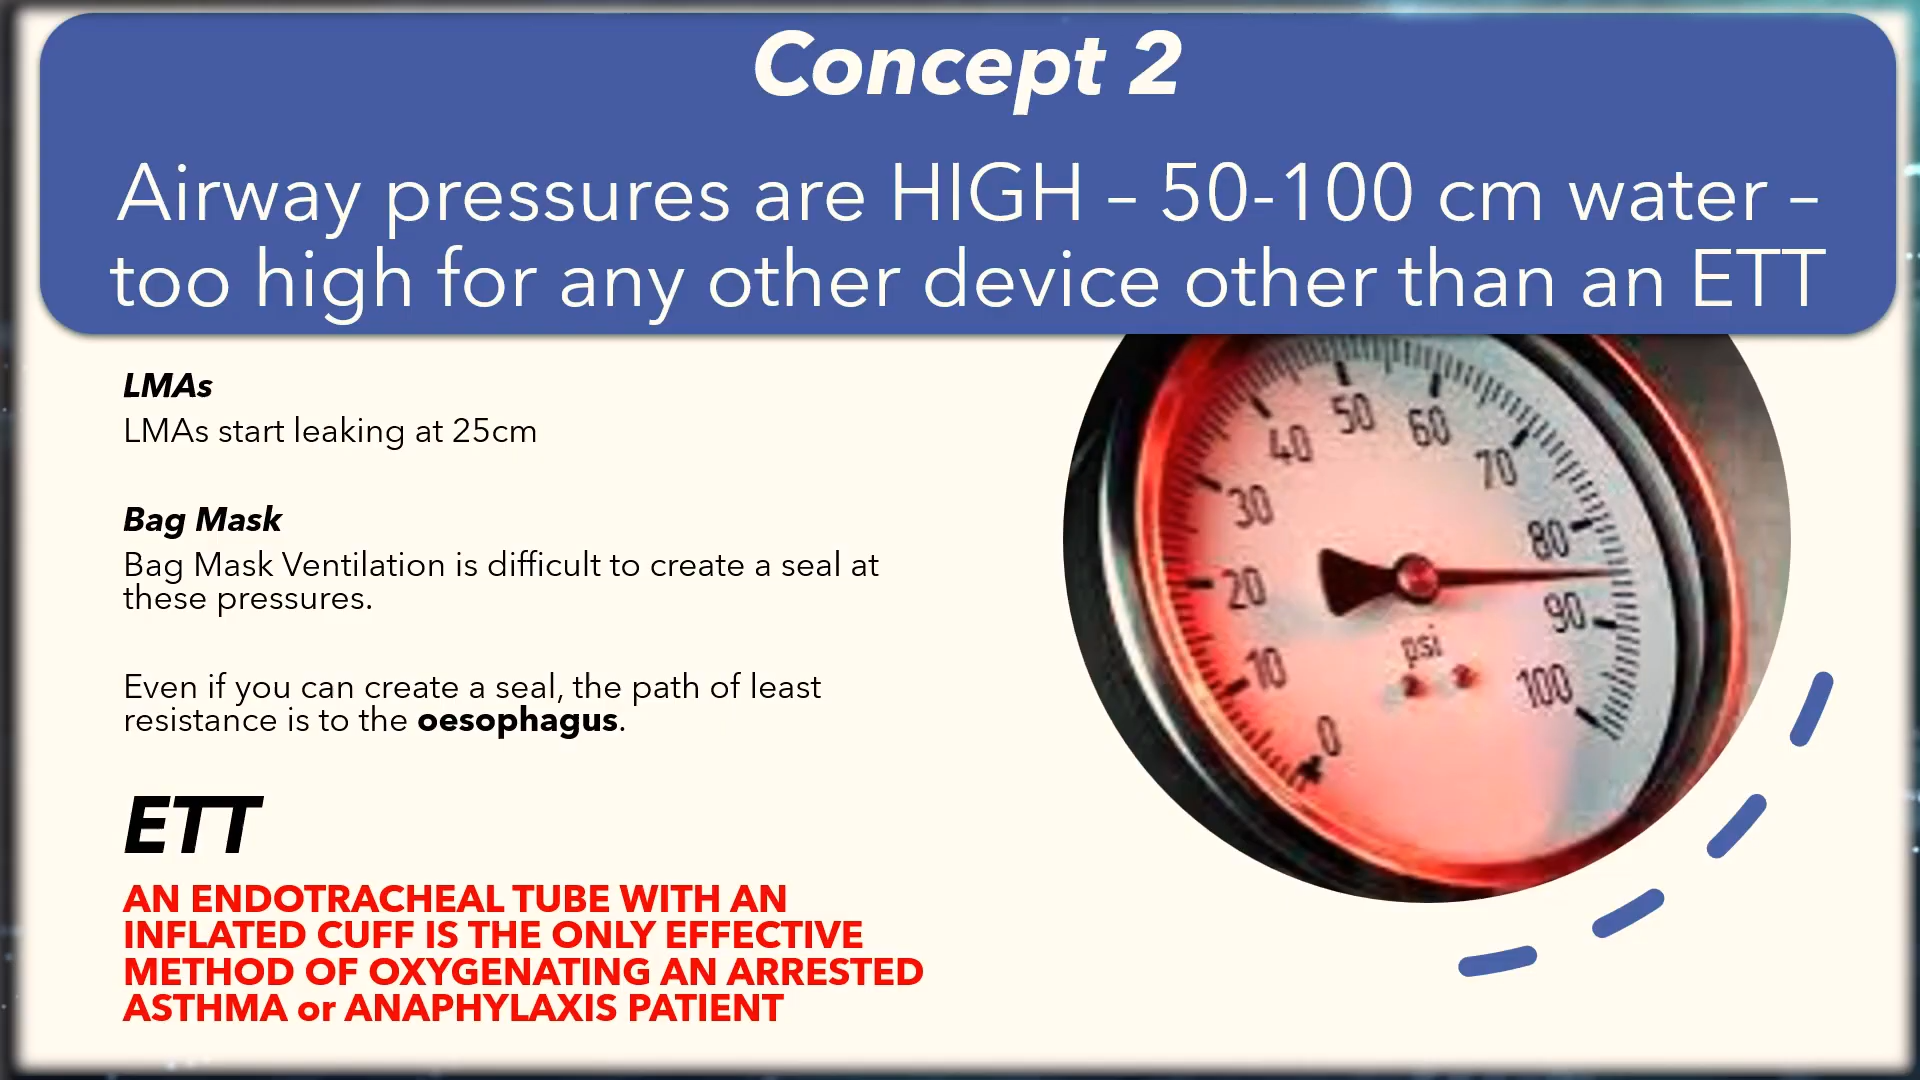 Concept 2
Airway pressures are HIGH – 50-100 cm water –
too high for any other device other than an ETT
LMAs
LMAs start leaking at 25cm
Bag Mask
Bag Mask Ventilation is difficult to create a seal at
these pressures.
Even if you can create a seal, the path of least
resistance is to the oesophagus.
ETT
AN ENDOTRACHEAL TUBE WITH AN
INFLATED CUFF IS THE ONLY EFFECTIVE
METHOD OF OXYGENATING AN ARRESTED
ASTHMA or ANAPHYLAXIS PATIENT
0
10
20
30
40
50
60
70
80
90
100
psi